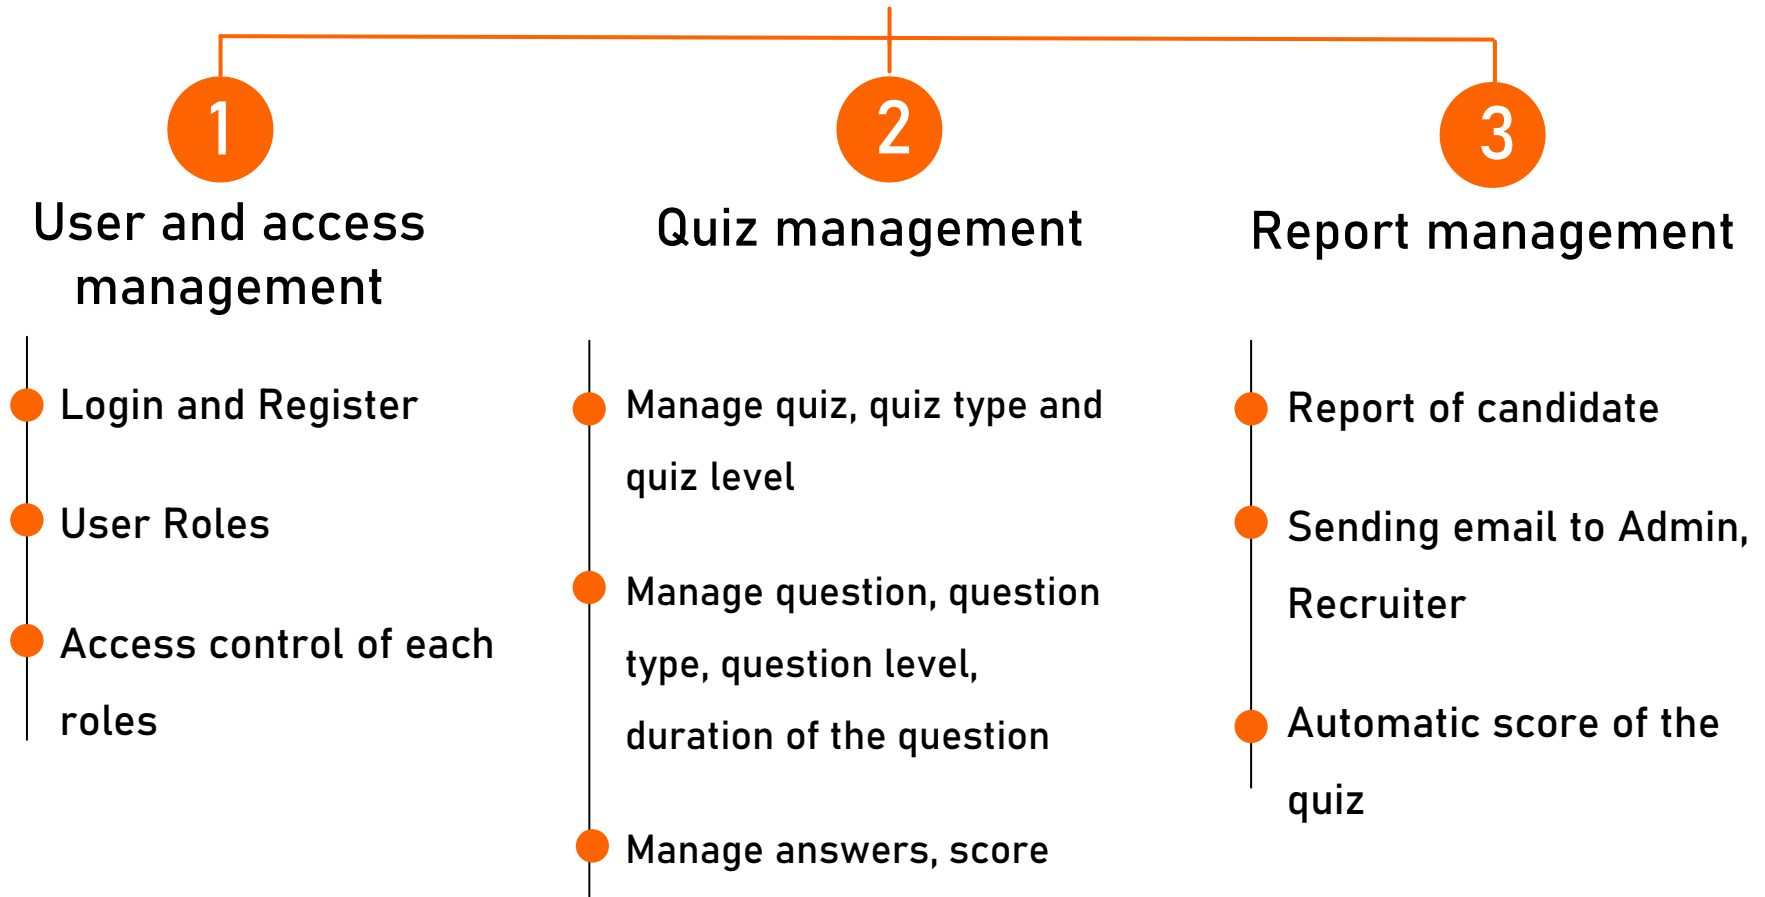 1
User and access
management
Login and Register
User Roles
Access control of each
roles
2
Quiz management
Manage quiz, quiz type and
quiz level
Manage question, question
type, question level,
duration of the question
Manage answers, score
3
Report management
Report of candidate
Sending email to Admin,
Recruiter
Automatic score of the
quiz